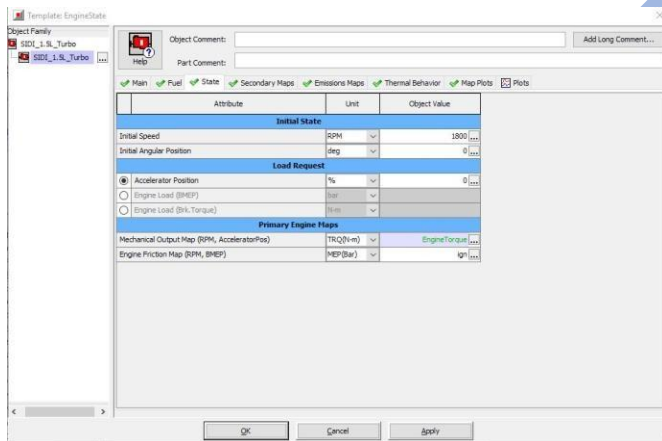 Template: EngineState
Object Family
SIDI_1.5L_Turbo
SIDI_1.5L_Turbo ...
Help
Object Comment:
Part Comment:
Add Long Comment...
Main Fuel State Secondary Maps Emissions Maps Thermal Behavior Map Plots Plots
Attribute Unit Object Value
Initial State
Initial Speed RPM 1800 ...
Initial Angular Position deg 0 ...
Load Request
Accelerator Position % 0 ...
Engine Load (BMEP) bar
Engine Load (Brk.Torque) N-m
Primary Engine Maps
Mechanical Output Map (RPM, AcceleratorPos) TRQ(N-m) EngineTorque ...
Engine Friction Map (RPM, BMEP) MEP(Bar) ign ...
OK Cancel Apply